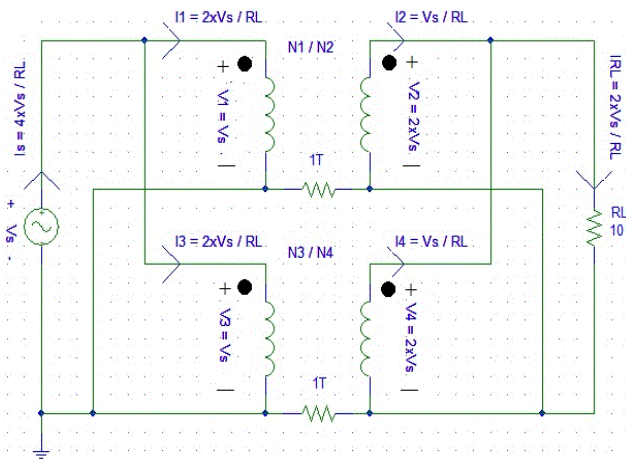 I1 = 2xVs / RL
I2 = Vs / RL
N1 / N2
Is = 4xVs / RL
+
V1 = Vs
—
+
V2 = 2xVs
—
IRL = 2xVs / RL
1T
+
Vs
-
RL
10
I3 = 2xVs / RL
I4 = Vs / RL
N3 / N4
+
V3 = Vs
—
+
V4 = 2xVs
—
1T